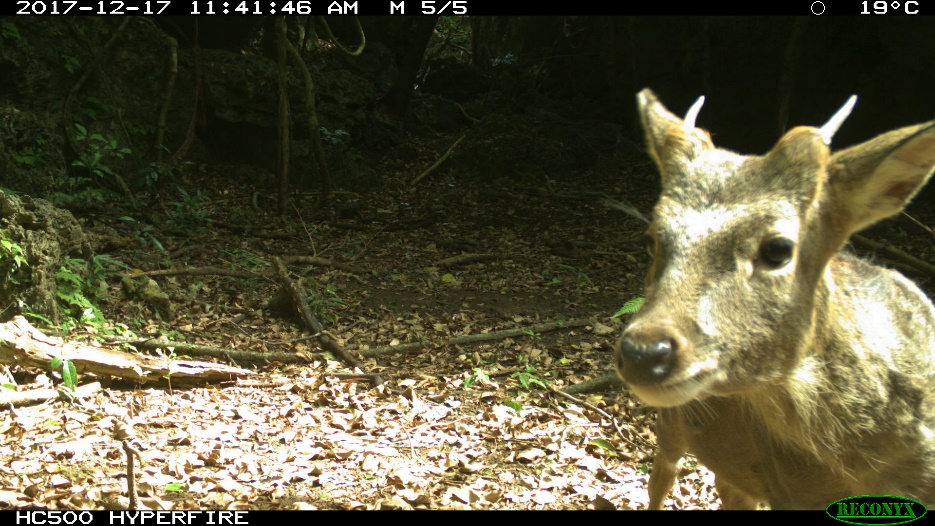 2017-12-17 11:41:46 AM M 5/5 19°C
HC500 HYPERFIRE RECONYX